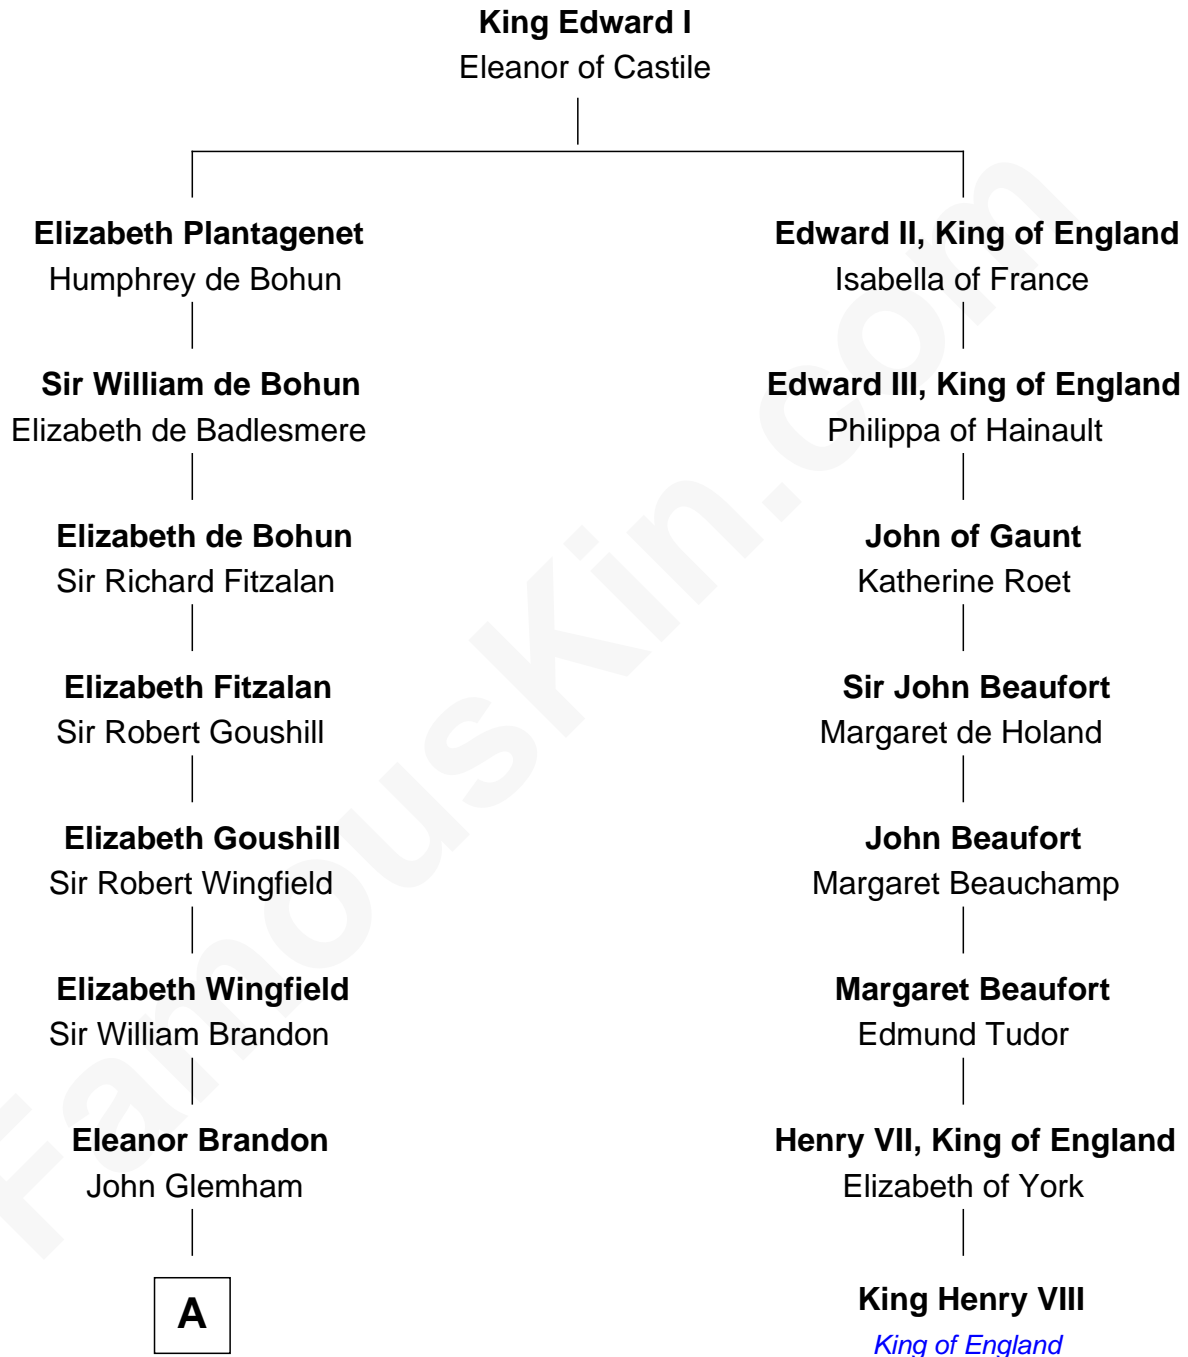 King Edward I
Eleanor of Castile
Elizabeth Plantagenet
Humphrey de Bohun
Edward II, King of England
Isabella of France
Sir William de Bohun
Elizabeth de Badlesmere
Edward III, King of England
Philippa of Hainault
Elizabeth de Bohun
Sir Richard Fitzalan
John of Gaunt
Katherine Roet
Elizabeth Fitzalan
Sir Robert Goushill
Sir John Beaufort
Margaret de Holand
Elizabeth Goushill
Sir Robert Wingfield
John Beaufort
Margaret Beauchamp
Elizabeth Wingfield
Sir William Brandon
Margaret Beaufort
Edmund Tudor
Eleanor Brandon
John Glemham
Henry VII, King of England
Elizabeth of York
A
King Henry VIII
King of England
FamousKin.com